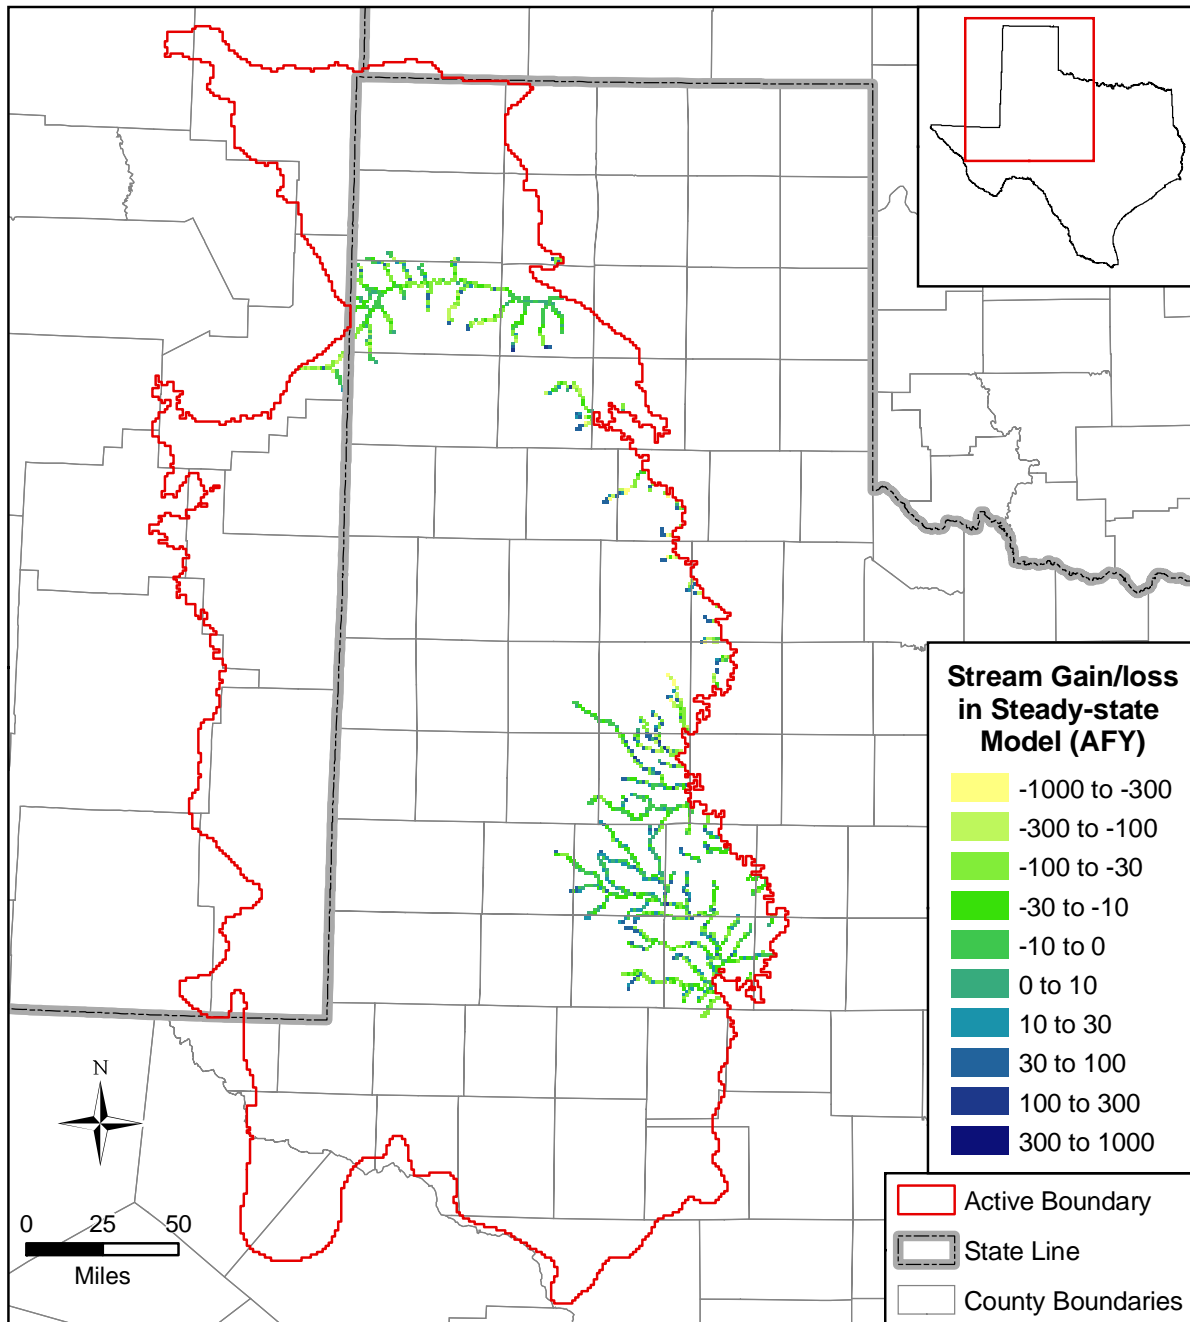 Stream Gain/loss
in Steady-state
Model (AFY)
-1000 to -300
-300 to -100
-100 to -30
-30 to -10
-10 to 0
0 to 10
10 to 30
30 to 100
100 to 300
300 to 1000
N
0 25 50
Miles
Active Boundary
State Line
County Boundaries